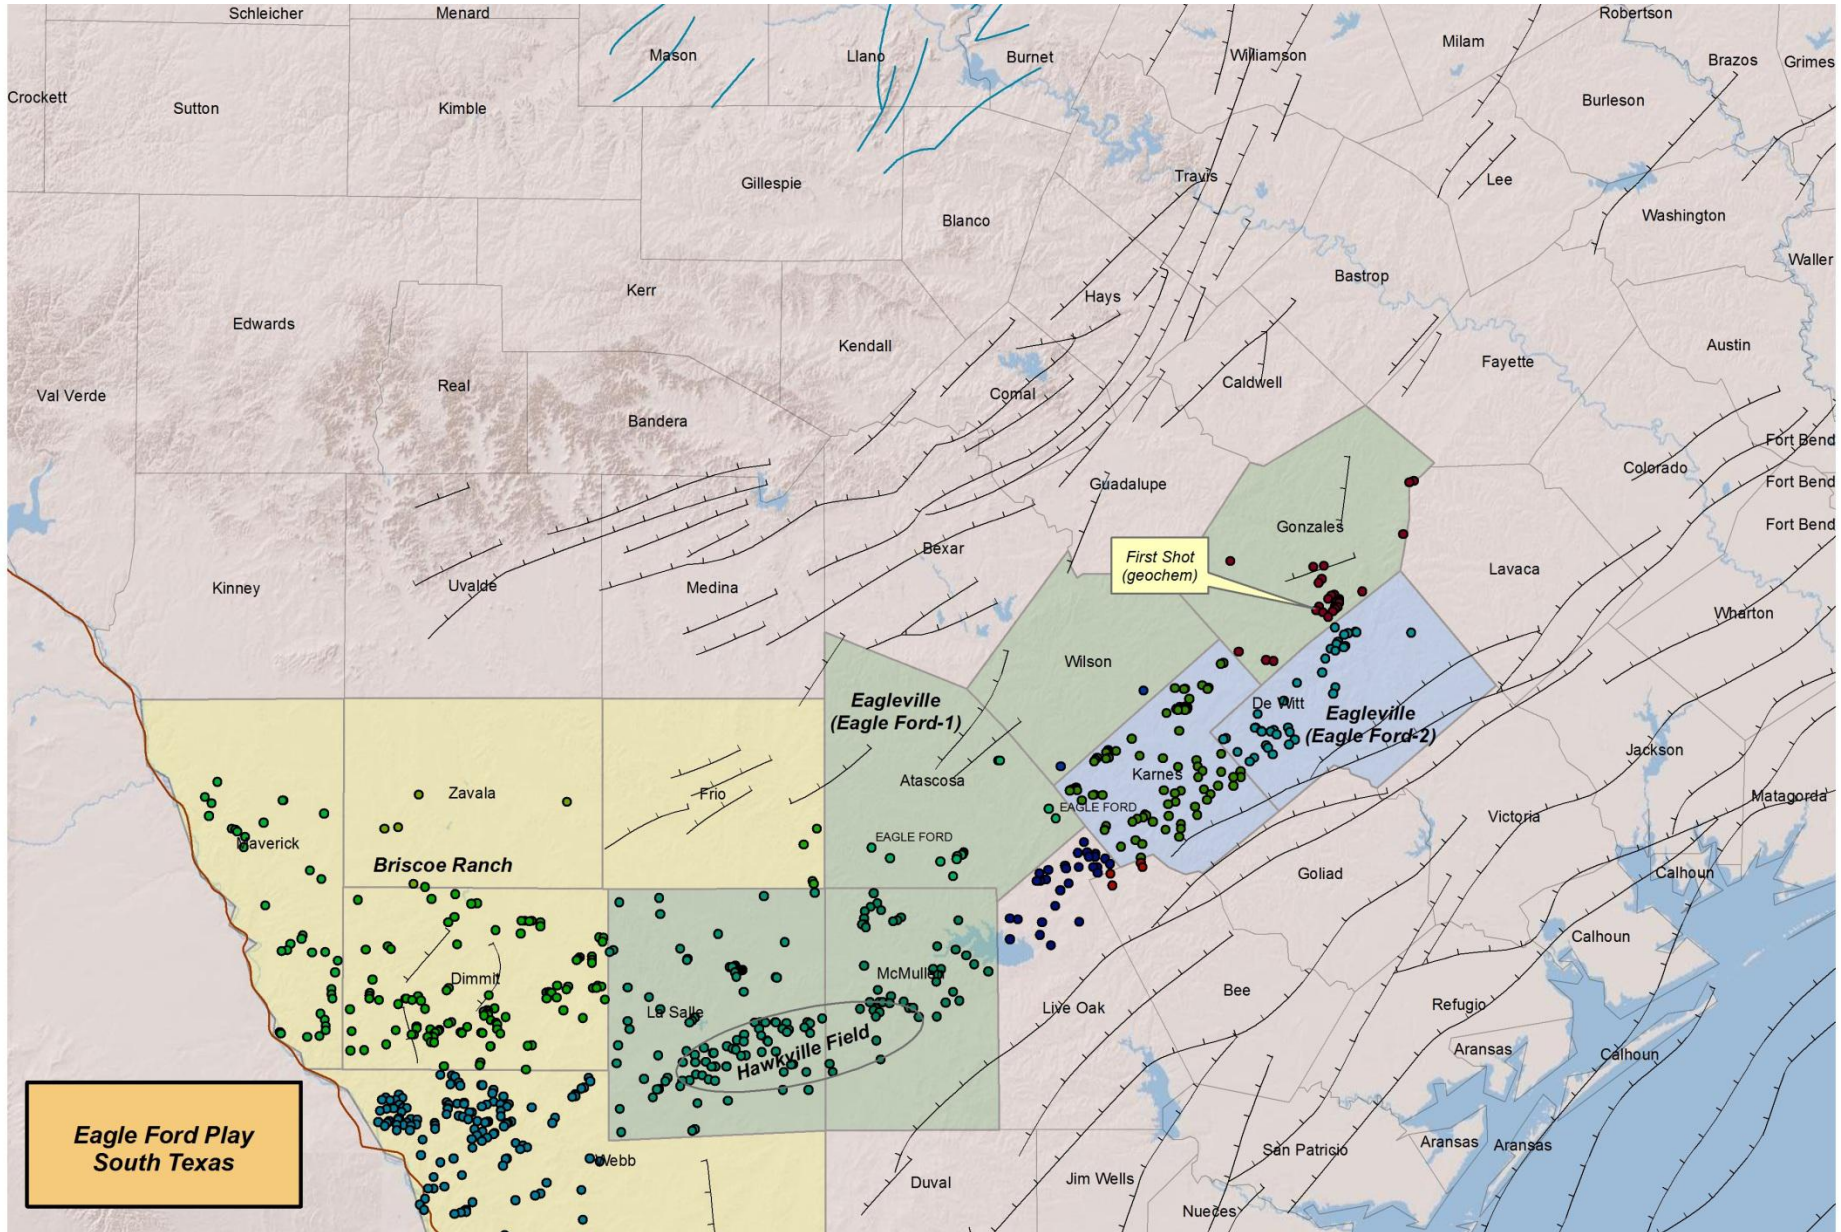 Schleicher
Menard
Robertson
Mason
Llano
Burnet
Williamson
Milam
Brazos
Grimes
Crockett
Sutton
Kimble
Burleson
Gillespie
Travis
Lee
Blanco
Washington
Waller
Kerr
Hays
Bastrop
Edwards
Kendall
Austin
Fayette
Val Verde
Real
Comal
Caldwell
Bandera
Fort Bend
Colorado
Guadalupe
Fort Bend
Gonzales
Fort Bend
Bexar
First Shot
(geochem)
Lavaca
Kinney
Uvalde
Medina
Wharton
Wilson
Eagleville
(Eagle Ford-1)
De Witt
Eagleville
(Eagle Ford-2)
Jackson
Karnes
Atascosa
Zavala
Frio
EAGLE FORD
Matagorda
Victoria
EAGLE FORD
Maverick
Briscoe Ranch
Goliad
Calhoun
Calhoun
Dimmit
McMullen
La Salle
Live Oak
Bee
Refugio
Hawkville Field
Aransas
Calhoun
Eagle Ford Play
South Texas
Webb
Duval
Jim Wells
San Patricio
Aransas
Aransas
Nueces